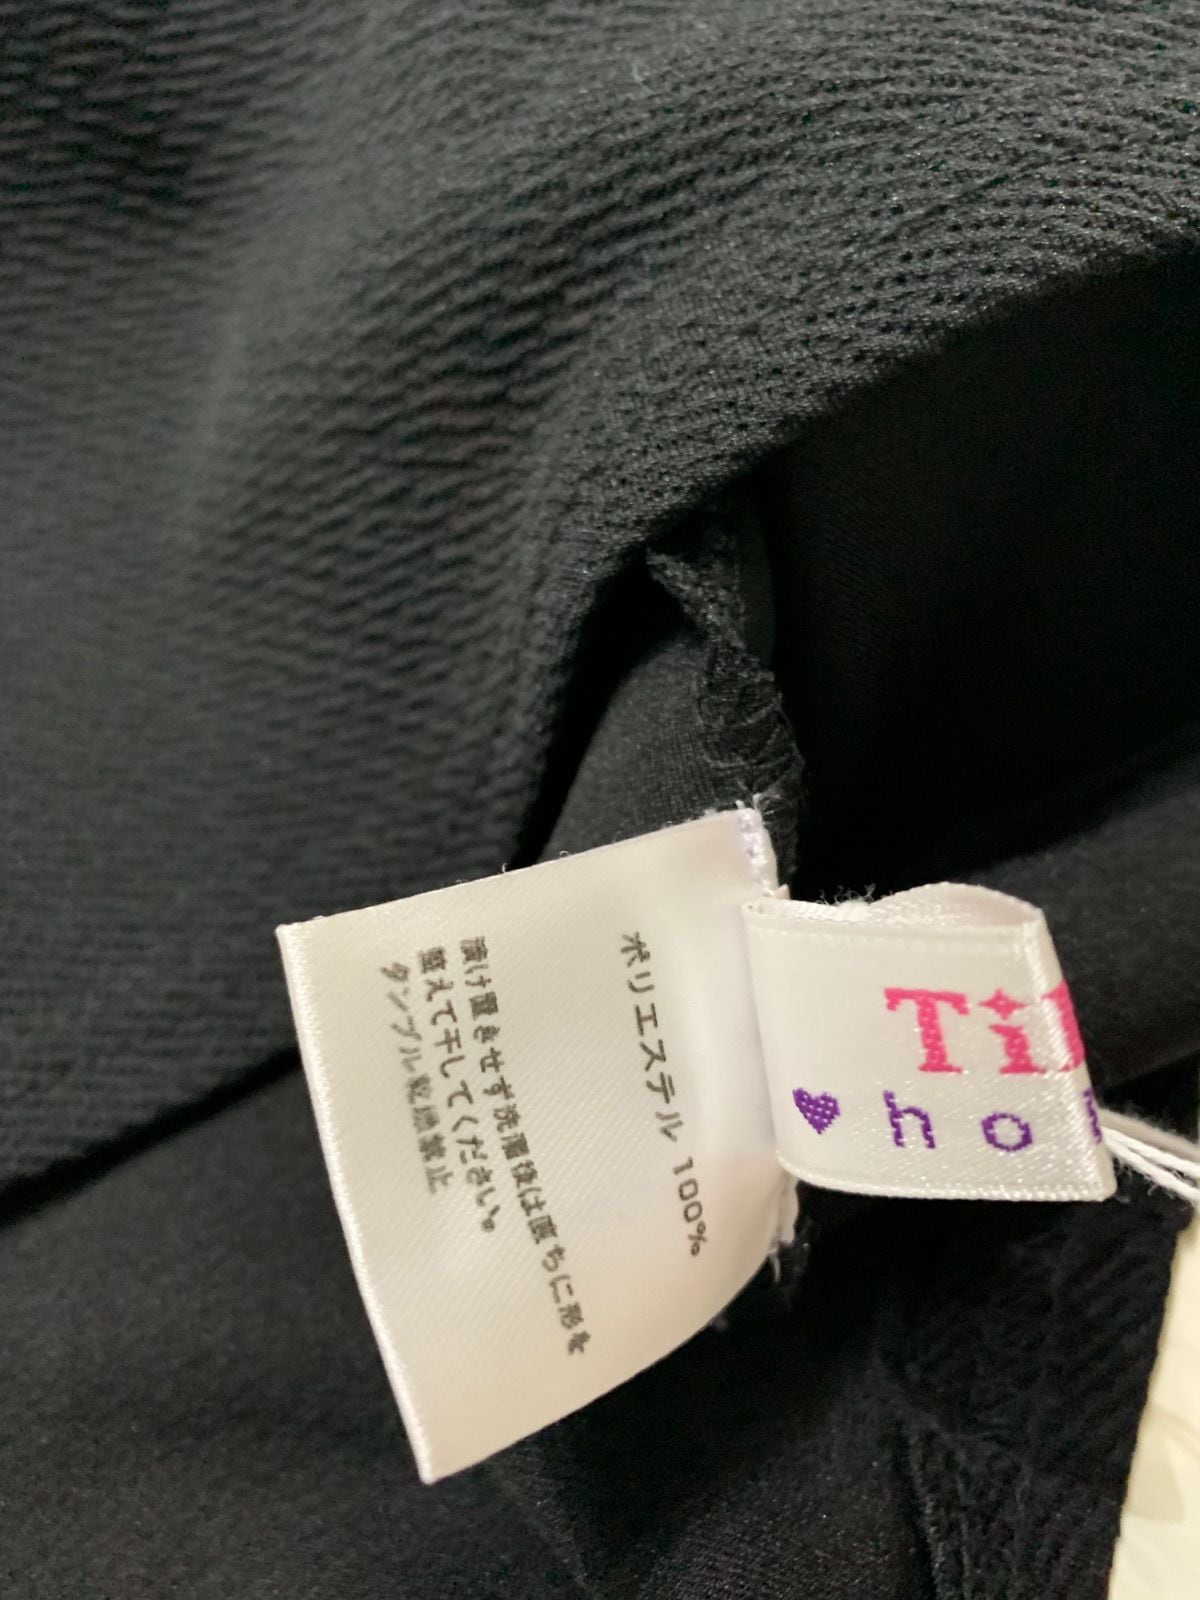 ポリエステル 100%
漬け置きせず洗濯後は直ちに形を
整えて干してください。
タンブル乾燥禁止
Ti
♥ ho